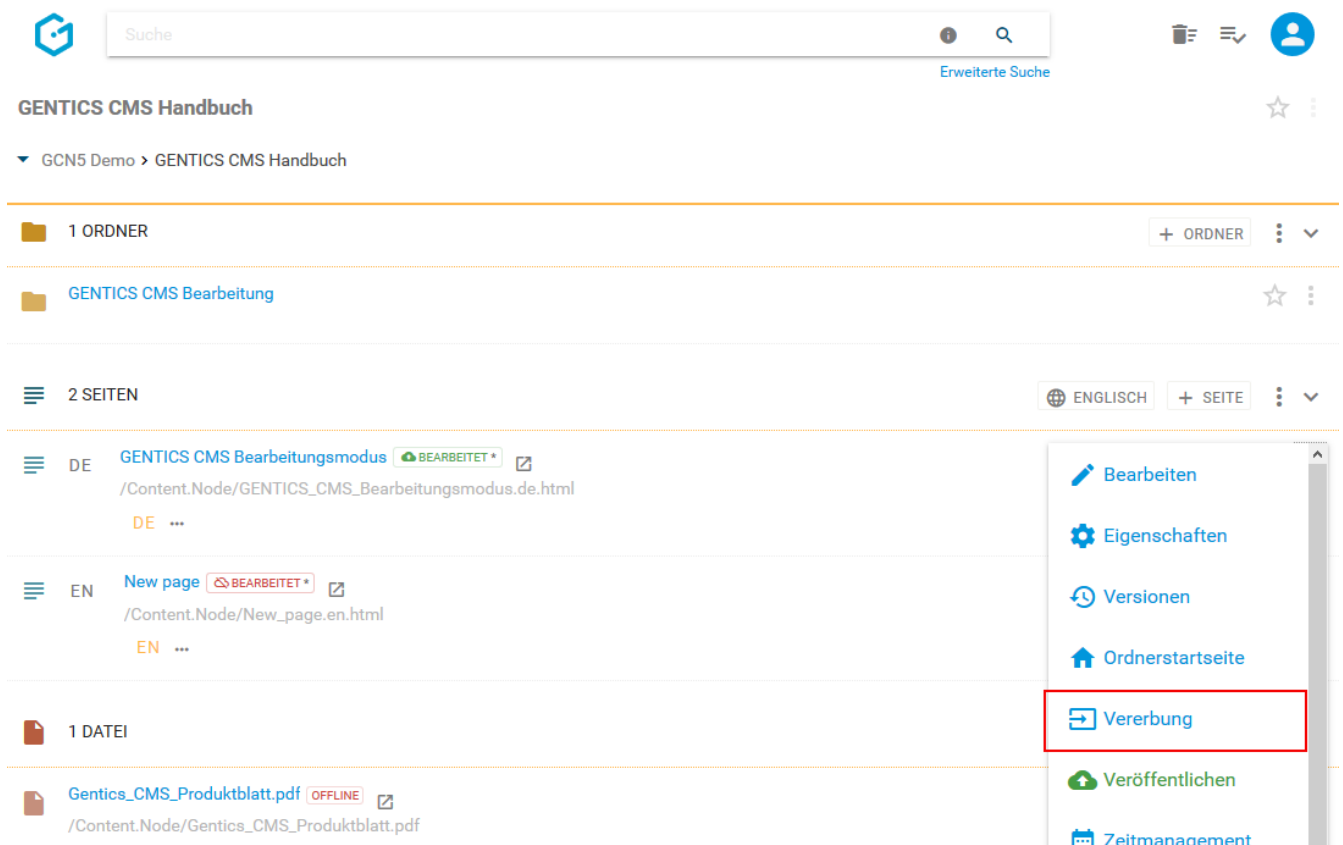 Suche
Erweiterte Suche
GENTICS CMS Handbuch
GCN5 Demo > GENTICS CMS Handbuch
1 ORDNER
+ ORDNER
GENTICS CMS Bearbeitung
2 SEITEN
ENGLISCH
+ SEITE
DE
GENTICS CMS Bearbeitungsmodus
BEARBEITET *
/Content.Node/GENTICS_CMS_Bearbeitungsmodus.de.html
DE
EN
New page
BEARBEITET *
/Content.Node/New_page.en.html
EN
1 DATEI
Gentics_CMS_Produktblatt.pdf
OFFLINE
/Content.Node/Gentics_CMS_Produktblatt.pdf
Bearbeiten
Eigenschaften
Versionen
Ordnerstartseite
Vererbung
Veröffentlichen
Zeitmanagement